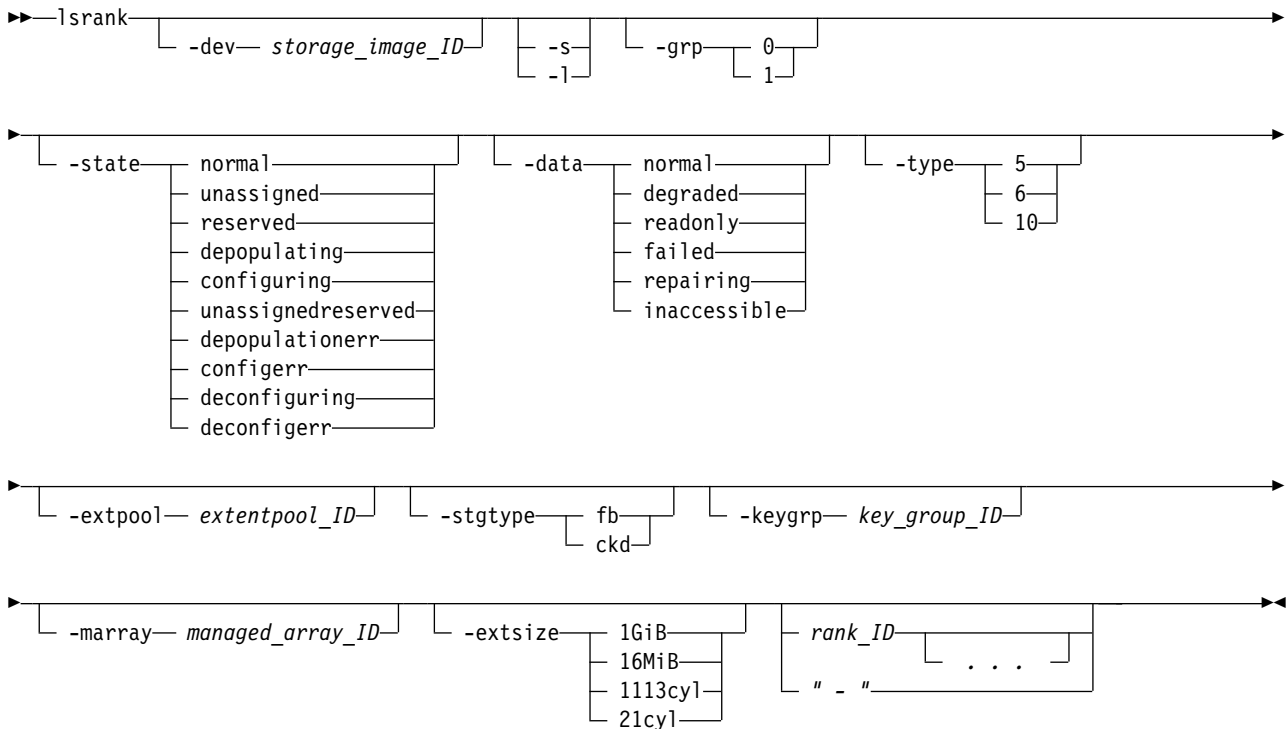 lsrank -dev storage_image_ID -s -grp 0
-l 1
-state normal -data normal -type 5
unassigned degraded 6
reserved readonly 10
depopulating failed
configuring repairing
unassignedreserved inaccessible
depopulationerr
configerr
deconfiguring
deconfigerr
-extpool extentpool_ID -stgtype fb -keygrp key_group_ID
ckd
-marray managed_array_ID -extsize 1GiB rank_ID
16MiB . . .
1113cyl " - "
21cyl